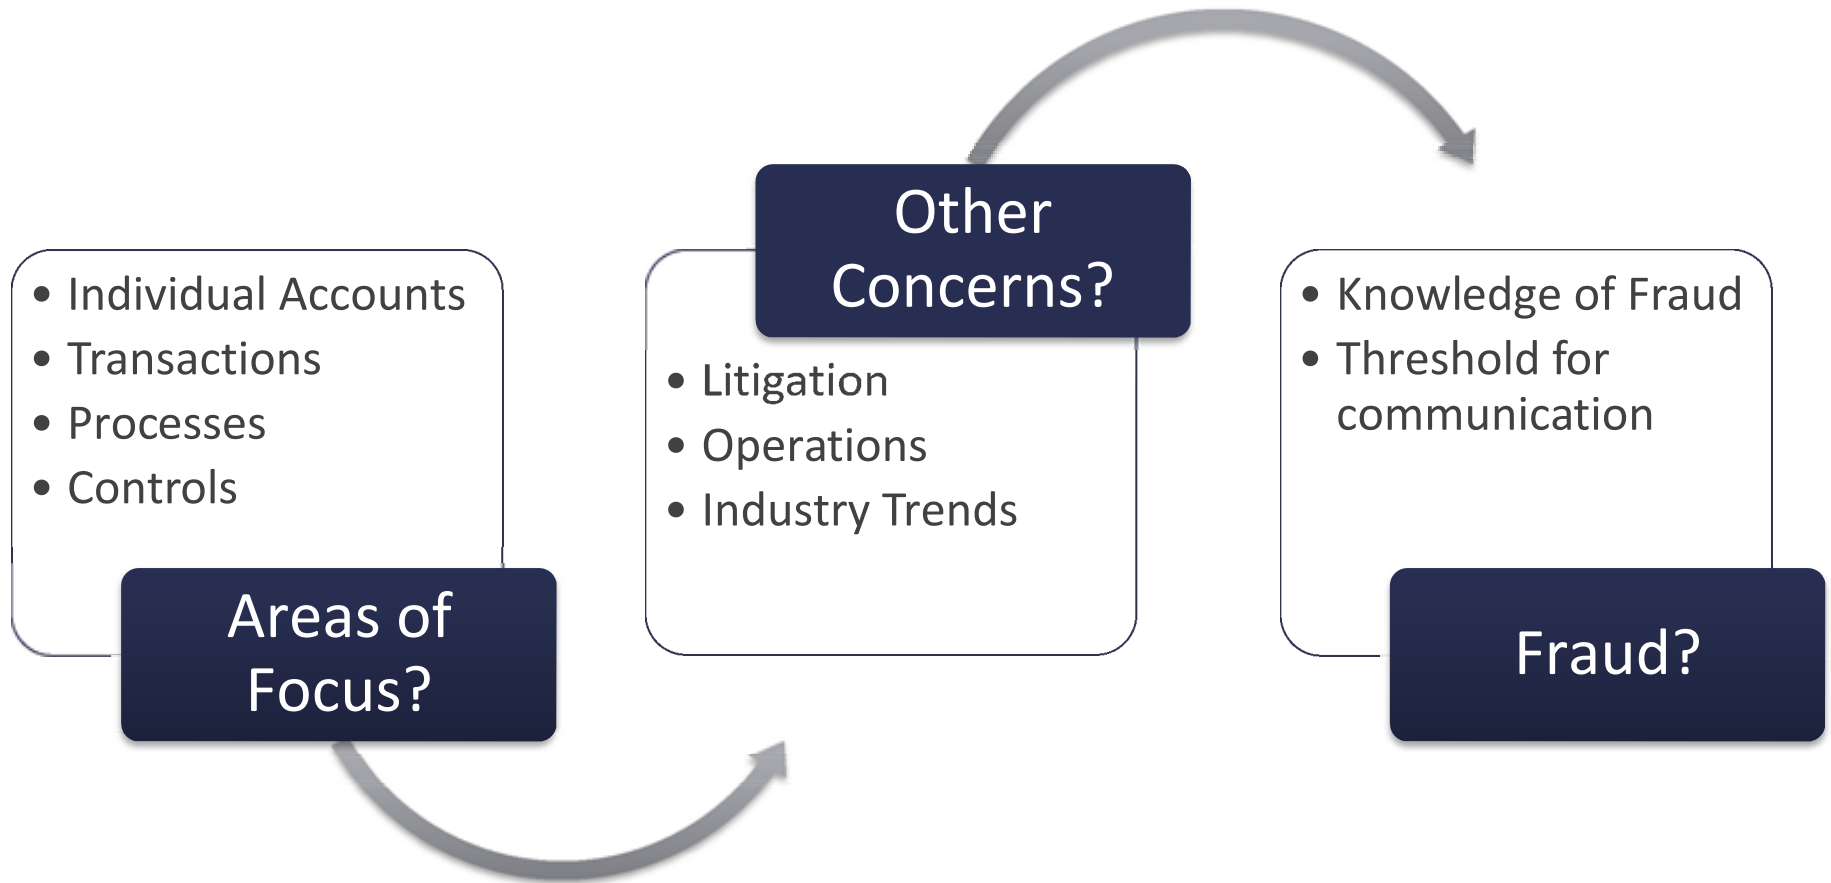 • Individual Accounts
• Transactions
• Processes
• Controls
Areas of
Focus?
Other
Concerns?
• Litigation
• Operations
• Industry Trends
• Knowledge of Fraud
• Threshold for
communication
Fraud?